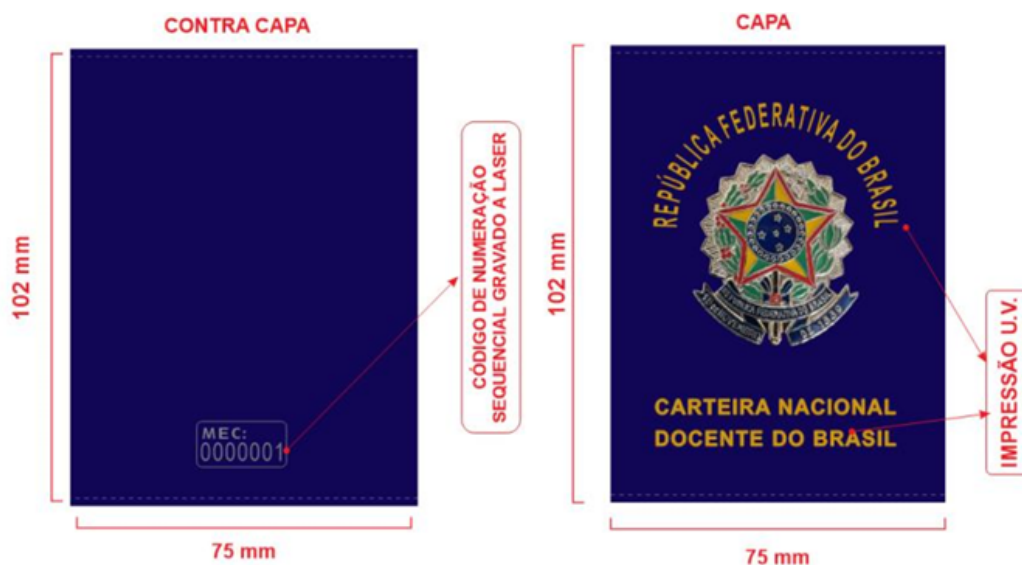 CONTRA CAPA
102 mm
MEC:
0000001
75 mm
CÓDIGO DE NUMERAÇÃO
SEQUENCIAL GRAVADO A LASER
CAPA
102 mm
REPÚBLICA FEDERATIVA DO BRASIL
CARTEIRA NACIONAL
DOCENTE DO BRASIL
75 mm
IMPRESSÃO U.V.